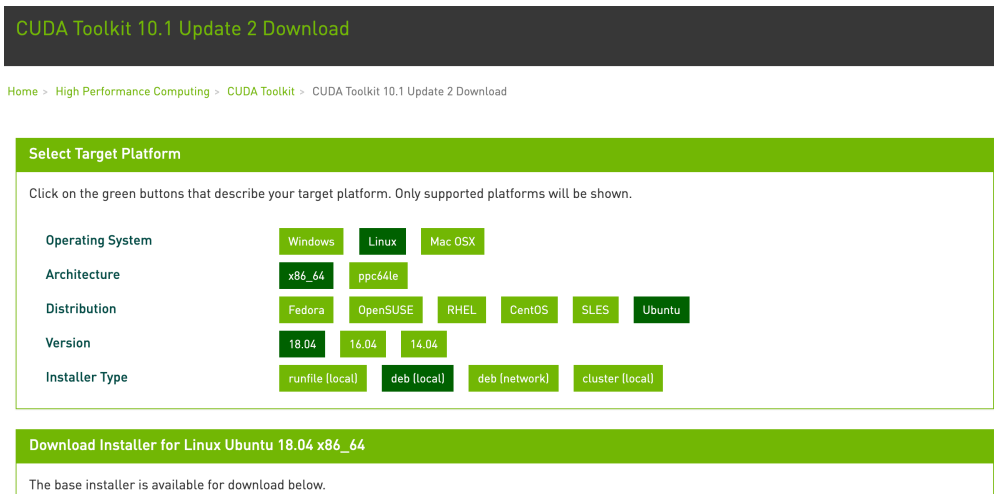 CUDA Toolkit 10.1 Update 2 Download
Home > High Performance Computing > CUDA Toolkit > CUDA Toolkit 10.1 Update 2 Download
Select Target Platform
Click on the green buttons that describe your target platform. Only supported platforms will be shown.
Operating System Windows Linux Mac OSX
Architecture x86_64 ppc64le
Distribution Fedora OpenSUSE RHEL CentOS SLES Ubuntu
Version 18.04 16.04 14.04
Installer Type runfile (local) deb (local) deb (network) cluster (local)
Download Installer for Linux Ubuntu 18.04 x86_64
The base installer is available for download below.